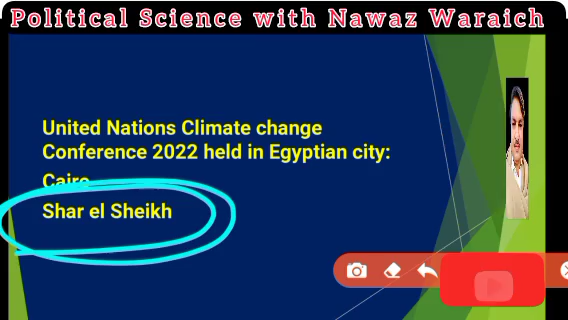 Political Science with Nawaz Waraich
United Nations Climate change
Conference 2022 held in Egyptian city:
Cairo
Shar el Sheikh